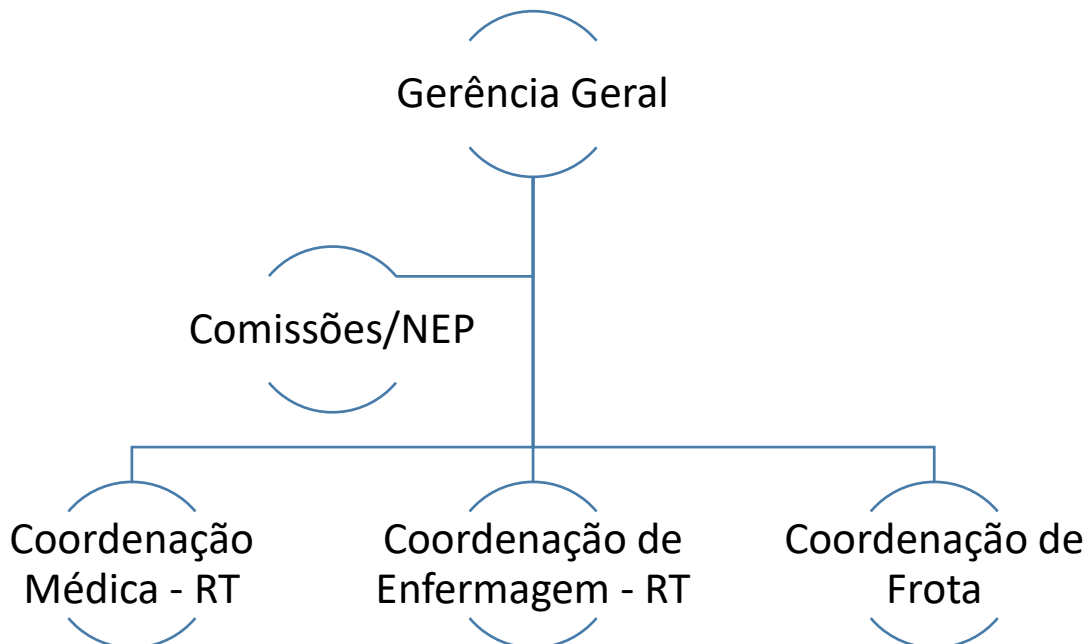 Gerência Geral
Comissões/NEP
Coordenação
Médica - RT
Coordenação de
Enfermagem - RT
Coordenação de
Frota